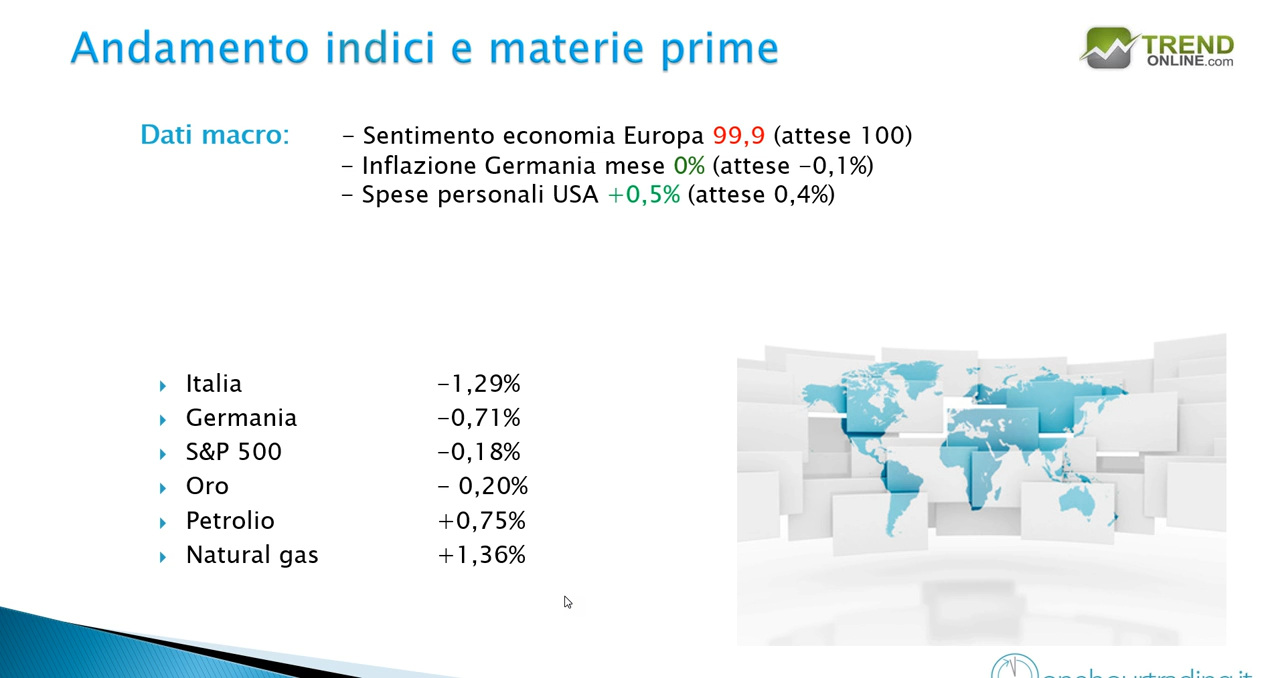 Andamento indici e materie prime
TREND
ONLINE.com
Dati macro: - Sentimento economia Europa 99,9 (attese 100)
- Inflazione Germania mese 0% (attese -0,1%)
- Spese personali USA +0,5% (attese 0,4%)
Italia -1,29%
Germania -0,71%
S&P 500 -0,18%
Oro - 0,20%
Petrolio +0,75%
Natural gas +1,36%